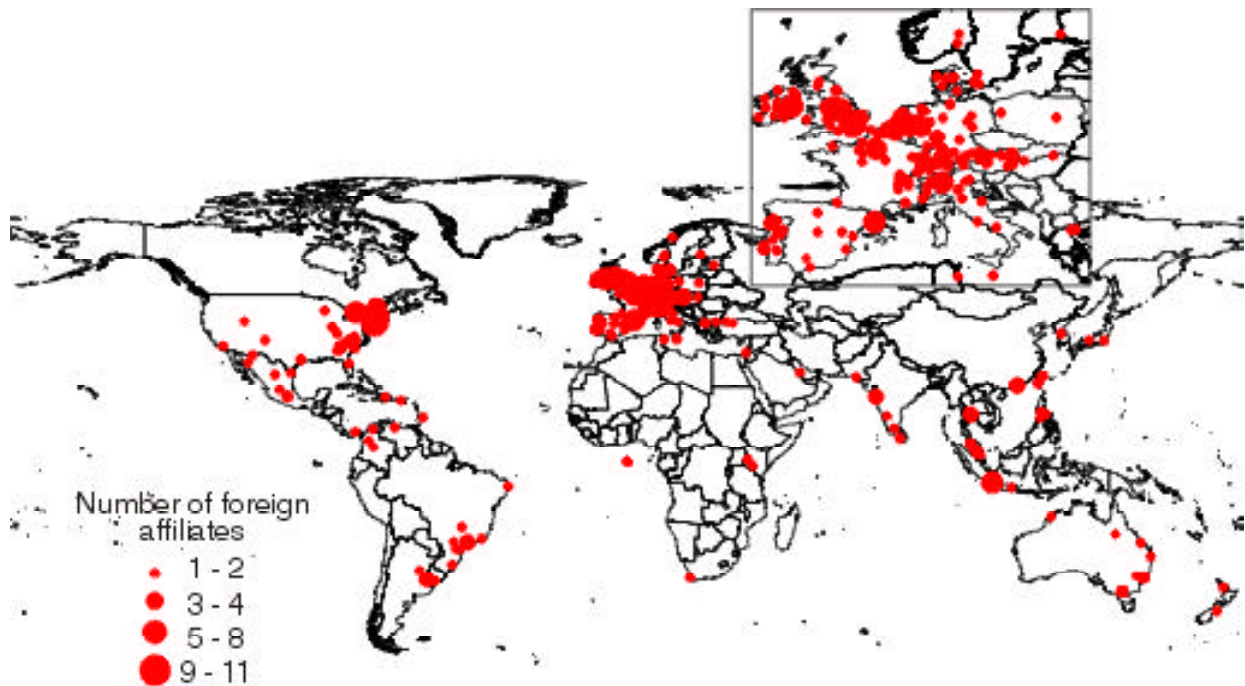 Number of foreign
affiliates
1 - 2
3 - 4
5 - 8
9 - 11